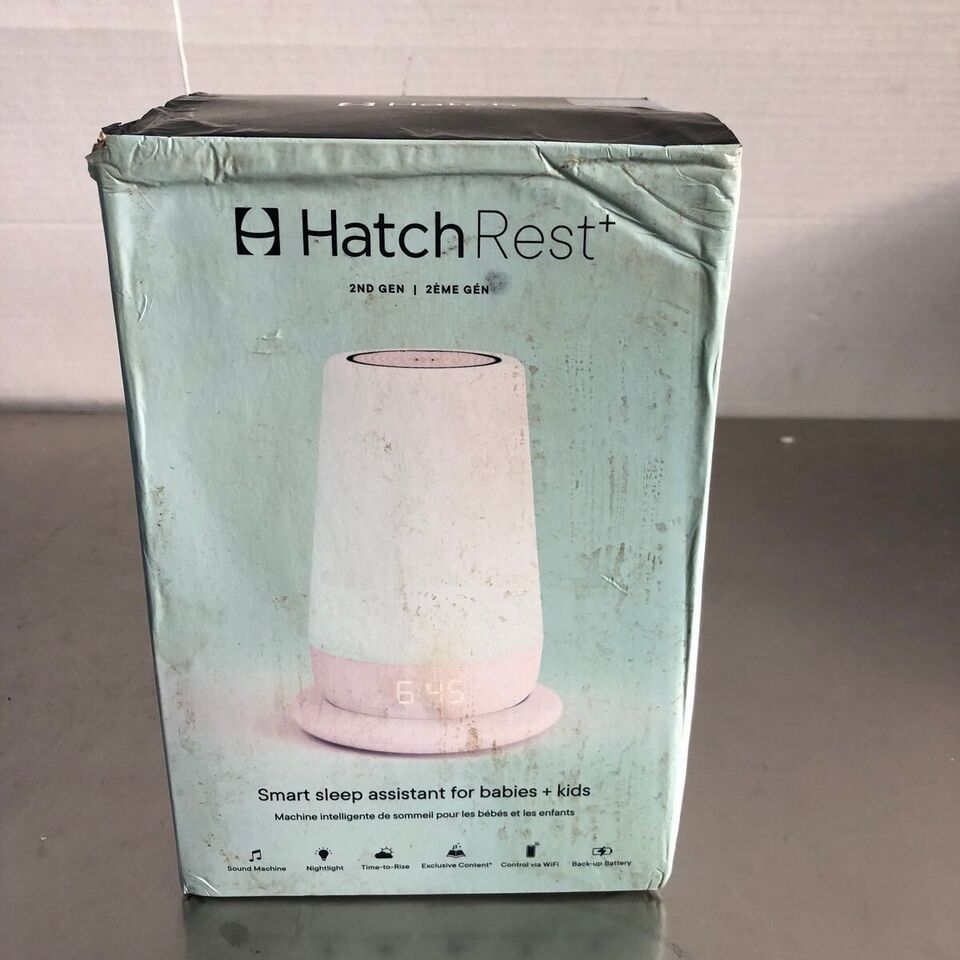 Hatch
Hatch Rest+
2ND GEN | 2ÈME GÉN
6:45
Smart sleep assistant for babies + kids
Machine intelligente de sommeil pour les bébés et les enfants
Sound Machine Nightlight Time-to-Rise Exclusive Content* Control via WiFi Back-up Battery